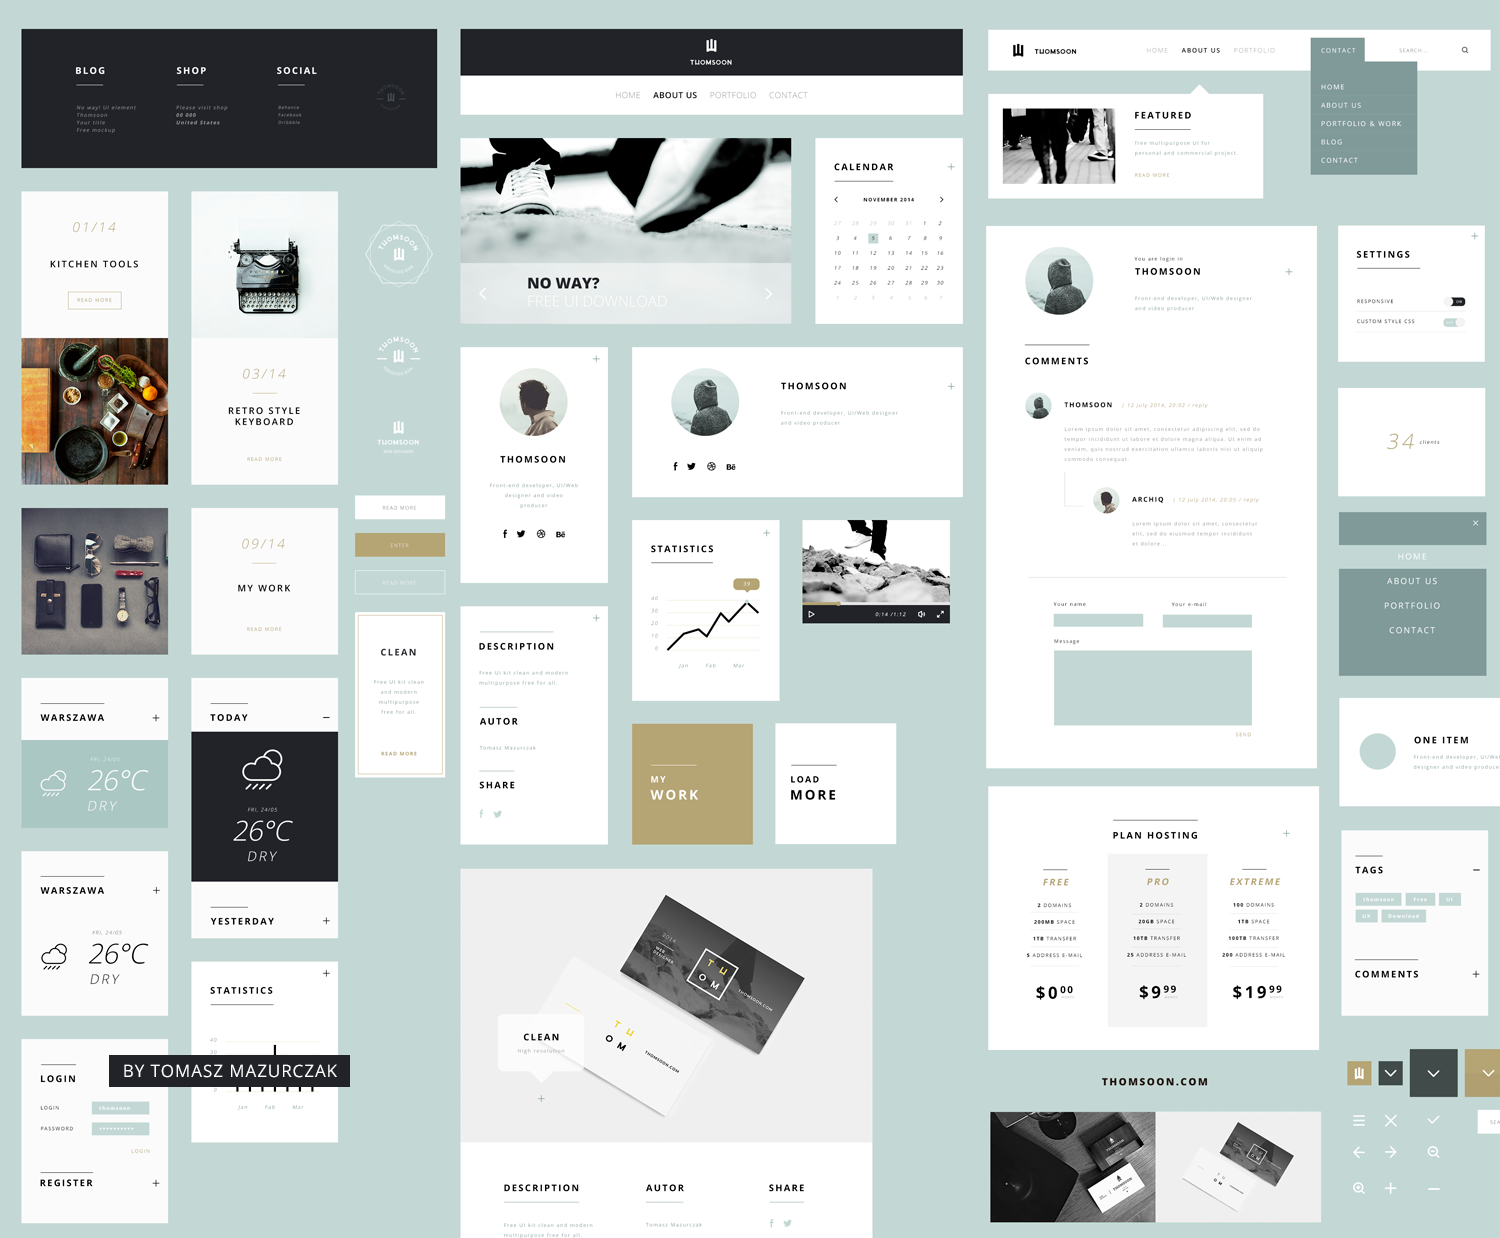 BLOG
No way! UI element
Thomsoon
Your title
Free mockup
SHOP
Please visit shop
00 000
United States
SOCIAL
Behance
Facebook
Dribbble
01/14
KITCHEN TOOLS
READ MORE
03/14
RETRO STYLE
KEYBOARD
READ MORE
THOMSOON
THOMSOON
THOMSOON
09/14
MY WORK
READ MORE
READ MORE
ENTER
READ MORE
CLEAN
Free UI kit clean
and modern
multipurpose
free for all.
READ MORE
WARSZAWA
FRI, 24/05
26°C
DRY
TODAY
FRI, 24/05
26°C
DRY
YESTERDAY
WARSZAWA
FRI, 24/05
26°C
DRY
STATISTICS
40
30
Jan Feb Mar
BY TOMASZ MAZURCZAK
LOGIN
LOGIN thomsoon
PASSWORD **********
LOGIN
REGISTER
THOMSOON
HOME ABOUT US PORTFOLIO CONTACT
NO WAY?
FREE UI DOWNLOAD
CALENDAR
NOVEMBER 2014
27 28 29 30 31 1 2
3 4 5 6 7 8 9
10 11 12 13 14 15 16
17 18 19 20 21 22 23
24 25 26 27 28 29 30
1 2 3 4 5 6 7
THOMSOON
Front-end developer, UI/Web
designer and video
producer
Bē
THOMSOON
Front-end developer, UI/Web designer
and video producer
Bē
STATISTICS
39
40
30
20
10
0
Jan Feb Mar
0:14 /1:12
DESCRIPTION
Free UI kit clean and modern
multipurpose free for all.
AUTOR
Tomasz Mazurczak
SHARE
MY
WORK
LOAD
MORE
2014
WEB
DESIGNER
T U
O M
THOMSOON.COM
T U
O M
THOMSOON.COM
CLEAN
High resolution
DESCRIPTION
Free UI kit clean and modern
multipurpose free for all.
AUTOR
Tomasz Mazurczak
SHARE
THOMSOON
HOME ABOUT US PORTFOLIO CONTACT SEARCH...
HOME
ABOUT US
PORTFOLIO & WORK
BLOG
CONTACT
FEATURED
Free multipurpose UI for
personal and commercial project.
READ MORE
You are login in
THOMSOON
Front-end developer, UI/Web designer
and video producer
COMMENTS
THOMSOON | 12 july 2014, 20:02 / reply
Lorem ipsum dolor sit amet, consectetur adipiscing elit, sed do
tempor incididunt ut labore et dolore magna aliqua. Ut enim ad
veniam, quis nostrud exercitation ullamco laboris nisi ut aliquip
commodo consequat.
ARCHIQ | 12 july 2014, 20:05 / reply
Lorem ipsum dolor sit amet, consectetur
elit, sed do eiusmod tempor incididunt
et dolore...
Your name Your e-mail
Message
SEND
SETTINGS
RESPONSIVE ON
CUSTOM STYLE CSS
34 clients
HOME
ABOUT US
PORTFOLIO
CONTACT
ONE ITEM
Front-end developer, UI/Web
designer and video producer
PLAN HOSTING
FREE
2 DOMAINS
200MB SPACE
1TB TRANSFER
5 ADDRESS E-MAIL
$0 00
PRO
2 DOMAINS
20GB SPACE
10TB TRANSFER
25 ADDRESS E-MAIL
$9 99
EXTREME
100 DOMAINS
1TB SPACE
100TB TRANSFER
200 ADDRESS E-MAIL
$19 99
TAGS
thomsoon Free UI
UX Download
COMMENTS
THOMSOON.COM
SEA